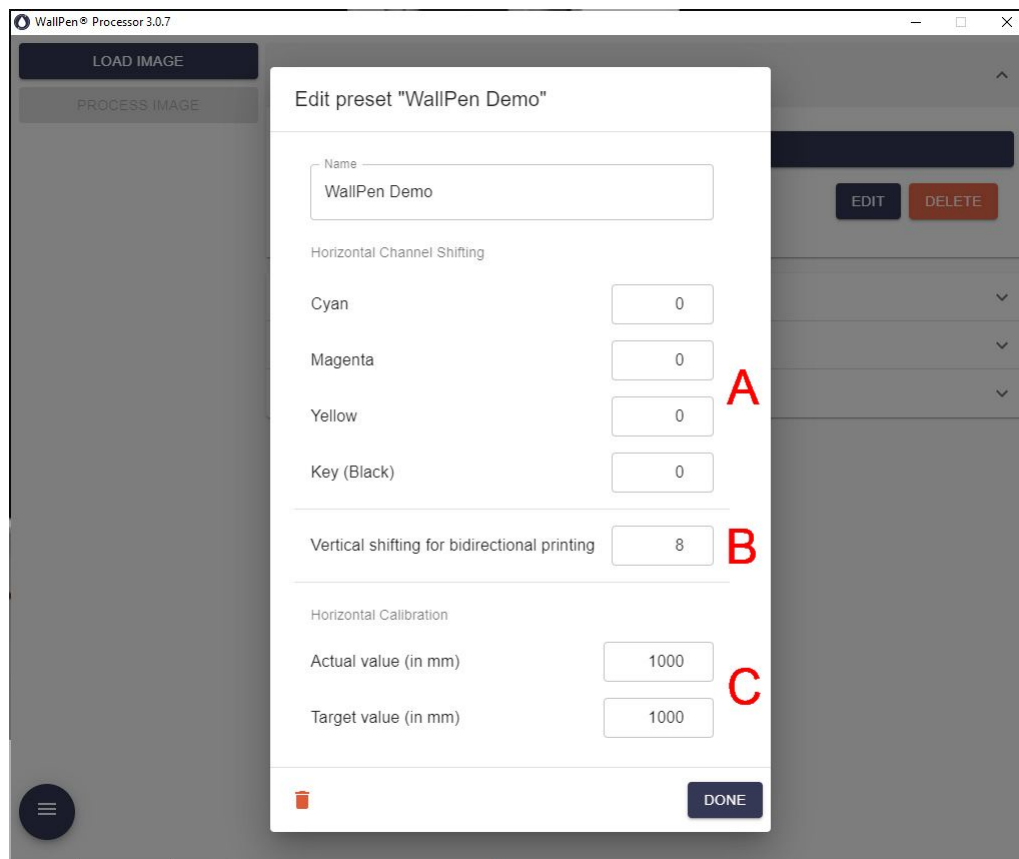 WallPen® Processor 3.0.7
LOAD IMAGE
PROCESS IMAGE
Edit preset "WallPen Demo"
Name
WallPen Demo
EDIT DELETE
Horizontal Channel Shifting
Cyan 0
Magenta 0
A
Yellow 0
Key (Black) 0
Vertical shifting for bidirectional printing 8 B
Horizontal Calibration
Actual value (in mm) 1000
C
Target value (in mm) 1000
DONE